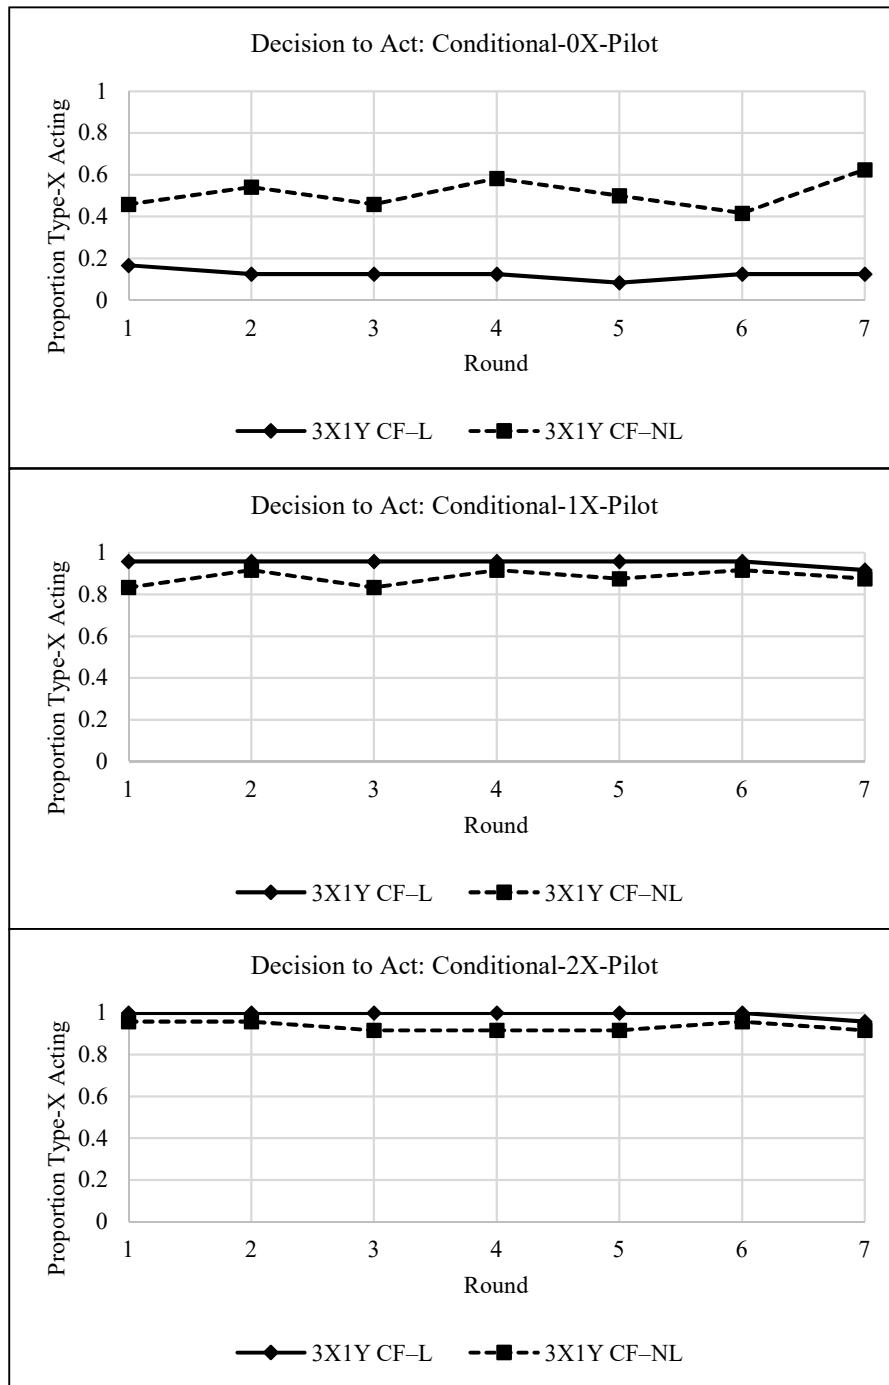 Decision to Act: Conditional-0X-Pilot
Proportion Type-X Acting
1
0.8
0.6
0.4
0.2
0
1 2 3 4 5 6 7
Round
3X1Y CF–L 3X1Y CF–NL
Decision to Act: Conditional-1X-Pilot
Proportion Type-X Acting
1
0.8
0.6
0.4
0.2
0
1 2 3 4 5 6 7
Round
3X1Y CF–L 3X1Y CF–NL
Decision to Act: Conditional-2X-Pilot
Proportion Type-X Acting
1
0.8
0.6
0.4
0.2
0
1 2 3 4 5 6 7
Round
3X1Y CF–L 3X1Y CF–NL